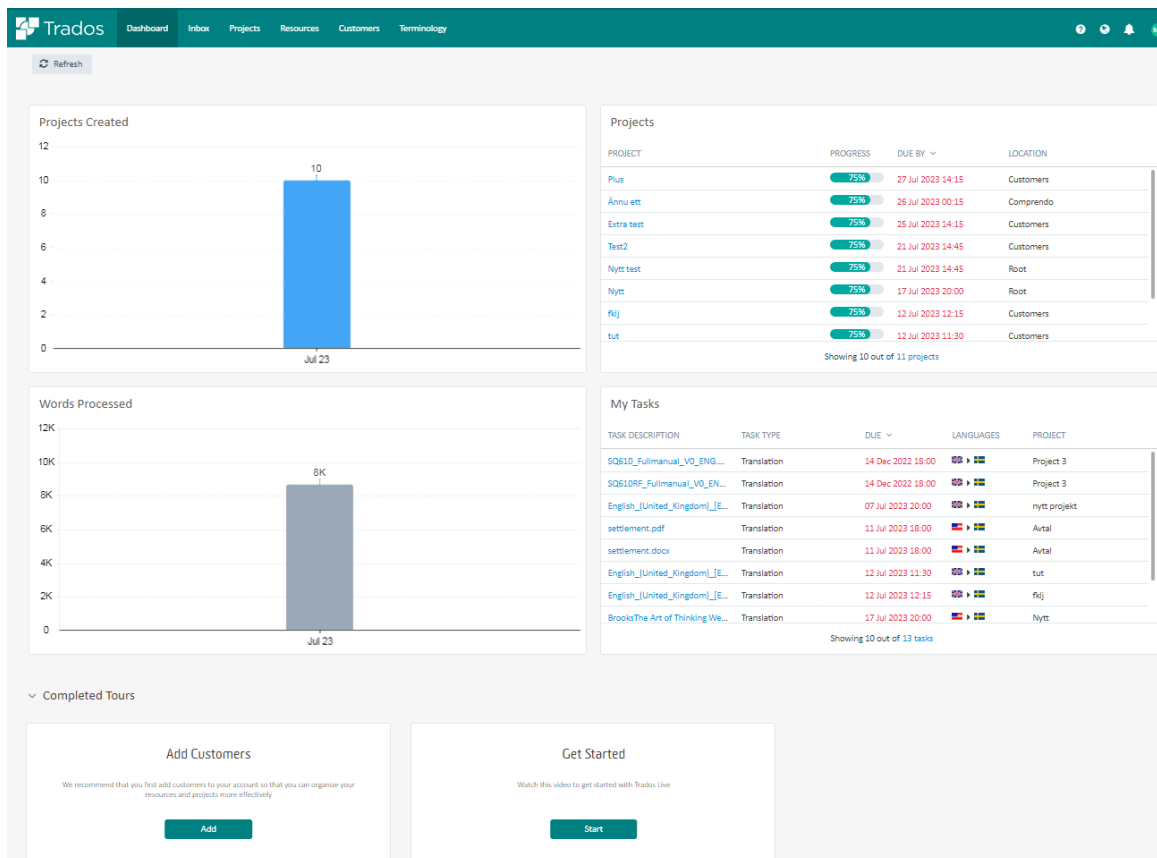 Trados Dashboard Inbox Projects Resources Customers Terminology
Refresh
Projects Created
12
10
8
6
4
2
0
10
Jul 23
Projects
PROJECT PROGRESS DUE BY LOCATION
Plus 75% 27 Jul 2023 14:15 Customers
Ännu ett 75% 26 Jul 2023 00:15 Comprendo
Extra test 75% 25 Jul 2023 14:15 Customers
Test2 75% 21 Jul 2023 14:45 Customers
Nytt test 75% 21 Jul 2023 14:45 Root
Nytt 75% 17 Jul 2023 20:00 Root
fklj 75% 12 Jul 2023 12:15 Customers
tut 75% 12 Jul 2023 11:30 Customers
Showing 10 out of 11 projects
Words Processed
12K
10K
8K
6K
4K
2K
0
8K
Jul 23
My Tasks
TASK DESCRIPTION TASK TYPE DUE LANGUAGES PROJECT
SQ610_Fullmanual_V0_ENG.... Translation 14 Dec 2022 18:00 Project 3
SQ610RF_Fullmanual_V0_EN... Translation 14 Dec 2022 18:00 Project 3
English_(United_Kingdom)_[E... Translation 07 Jul 2023 20:00 nytt projekt
settlement.pdf Translation 11 Jul 2023 18:00 Avtal
settlement.docx Translation 11 Jul 2023 18:00 Avtal
English_(United_Kingdom)_[E... Translation 12 Jul 2023 11:30 tut
English_(United_Kingdom)_[E... Translation 12 Jul 2023 12:15 fklj
BrooksThe Art of Thinking We... Translation 17 Jul 2023 20:00 Nytt
Showing 10 out of 13 tasks
Completed Tours
Add Customers
We recommend that you first add customers to your account so that you can organize your
resources and projects more effectively
Add
Get Started
Watch this video to get started with Trados Live
Start